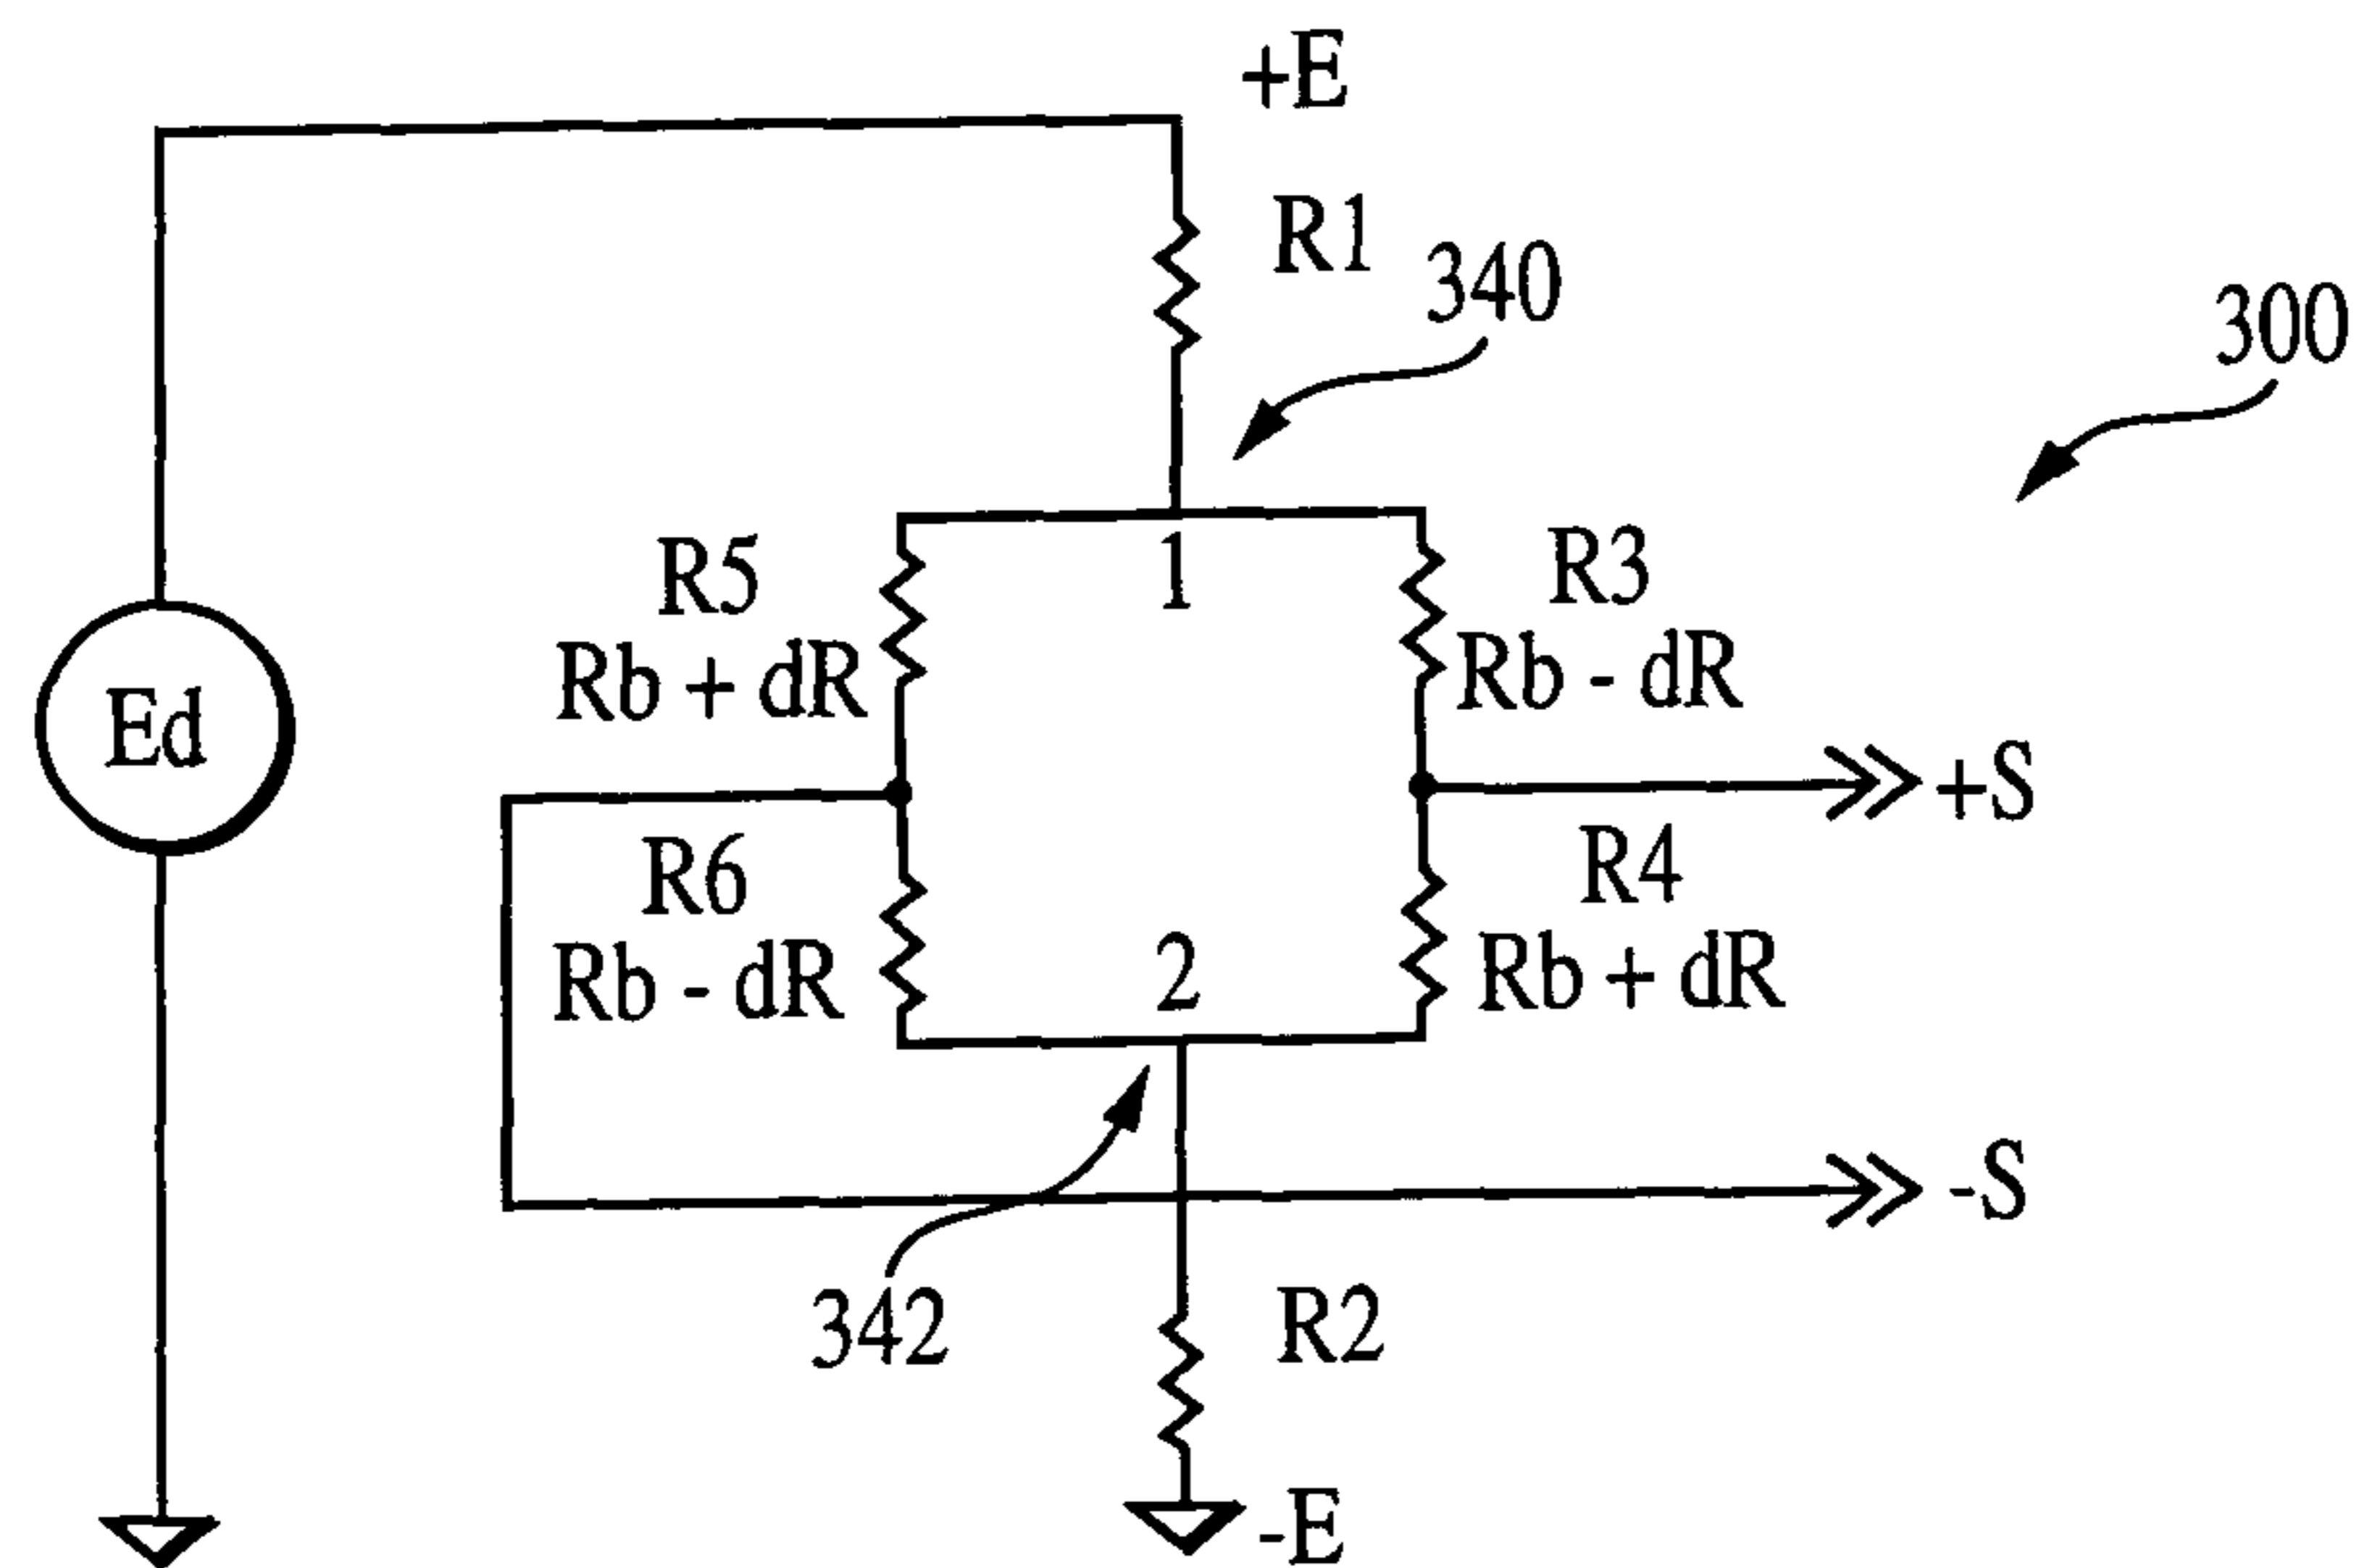 +E
R1
340
300
1
R5
Rb + dR
R3
Rb - dR
Ed
+S
R6
Rb - dR
R4
Rb + dR
2
-S
342
R2
-E